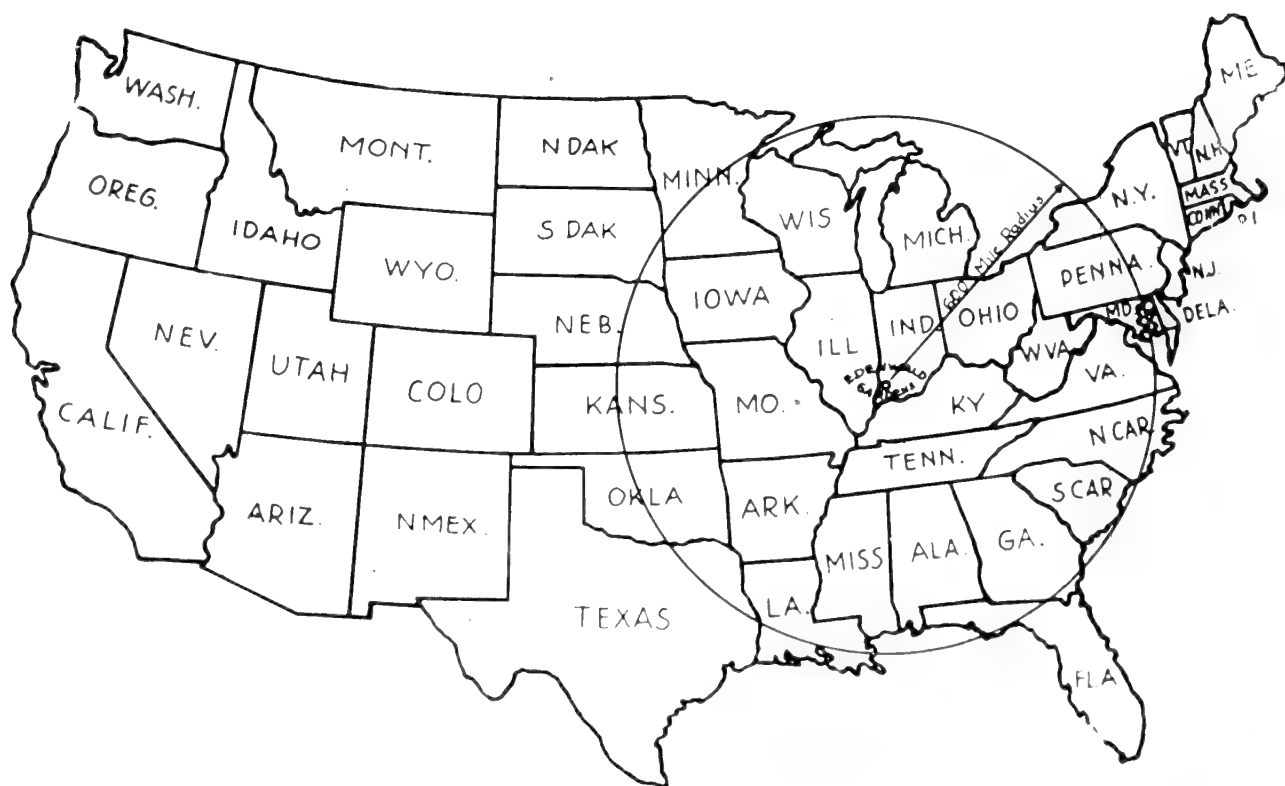 WASH.
MONT.
N DAK
MINN.
ME
VT.
N.H.
OREG.
IDAHO
S DAK
WIS
MICH.
N.Y.
MASS
CONN
WYO.
600 Mile Radius
PENNA.
N.J.
IOWA
NEB.
NEV.
ILL
IND.
OHIO
MD.
DELA.
UTAH
COLO
W VA.
VA.
KANS.
MO.
KY
CALIF.
N CAR
TENN.
OKLA
ARK.
S CAR
ARIZ.
N MEX.
MISS
ALA.
GA.
TEXAS
LA.
FLA